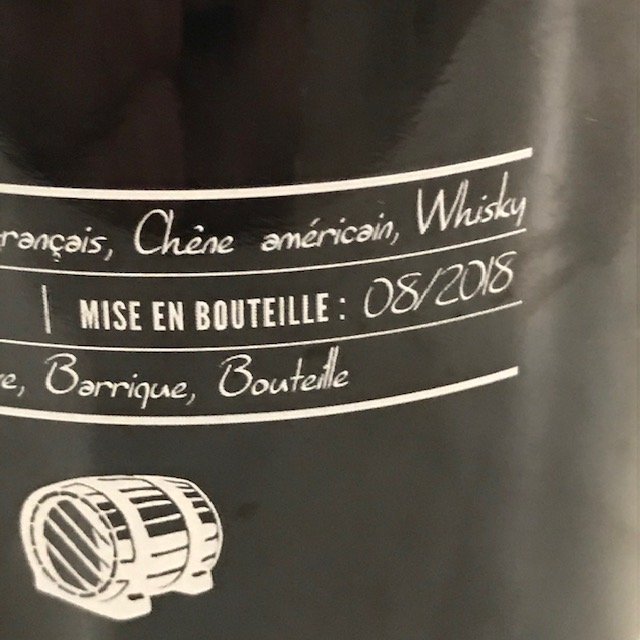 rançais, Chêne américain, Whisky
| MISE EN BOUTEILLE : 08/2018
e, Barrique, Bouteille